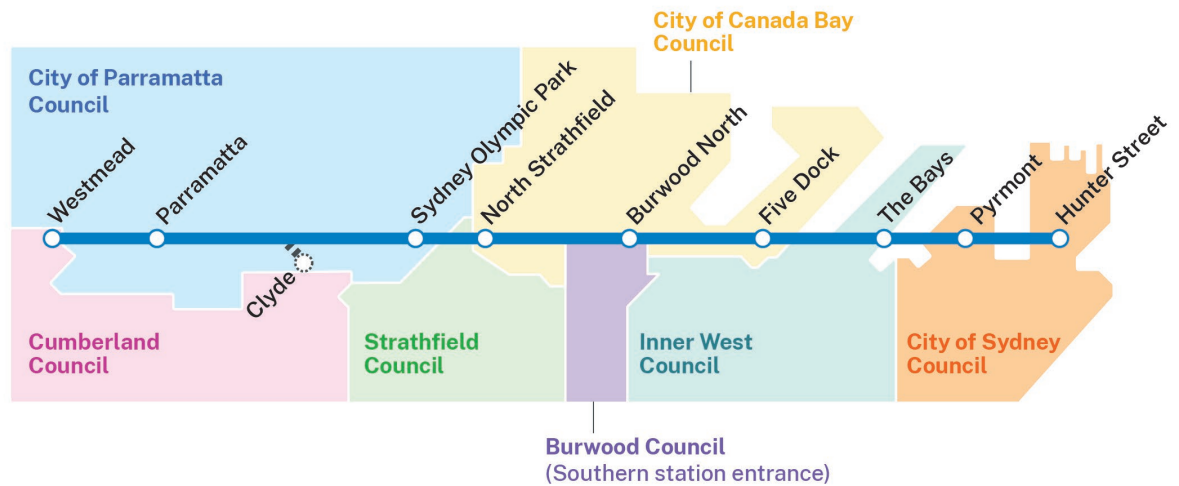 City of Canada Bay
Council
City of Parramatta
Council
Westmead
Parramatta
Clyde
Sydney Olympic Park
North Strathfield
Burwood North
Five Dock
The Bays
Pyrmont
Hunter Street
Cumberland
Council
Strathfield
Council
Inner West
Council
City of Sydney
Council
Burwood Council
(Southern station entrance)